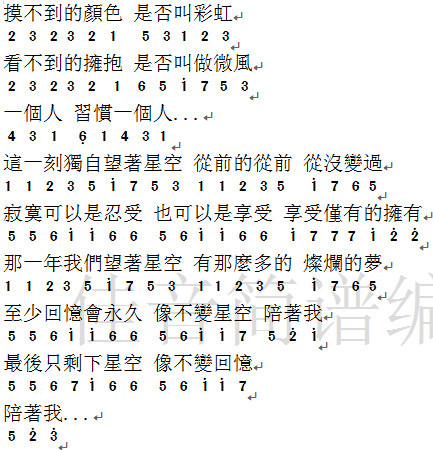 摸不到的顏色 是否叫彩虹
2 3 2 3 2 1 5 3 1 2 3
看不到的擁抱 是否叫做微風
2 3 2 3 2 1 6 5 i 7 5 3
一個人 習慣一個人...
4 3 1 6̣ 1 4 3 1
這一刻獨自望著星空 從前的從前 從沒變過
1 1 2 3 5 i 7 5 3 1 1 2 3 5 i 7 6 5
寂寞可以是忍受 也可以是享受 享受僅有的擁有
5 5 6 i i 6 6 5 6 i i 6 6 i 7 7 7 i 2̇ 2̇
那一年我們望著星空 有那麼多的 燦爛的夢
1 1 2 3 5 i 7 5 3 1 1 2 3 5 i 7 6 5
至少回憶會永久 像不變星空 陪著我
5 5 6 i i 6 6 5 6 i i 7 5 2̇ i
最後只剩下星空 像不變回憶
5 5 6 7 i 6 6 5 6 i i 7
陪著我...
5 2̇ 3̇
佳音简谱编